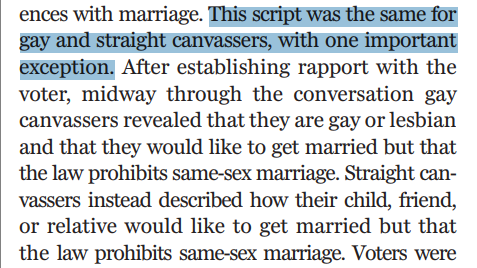 ences with marriage. This script was the same for
gay and straight canvassers, with one important
exception. After establishing rapport with the
voter, midway through the conversation gay
canvassers revealed that they are gay or lesbian
and that they would like to get married but that
the law prohibits same-sex marriage. Straight can-
vassers instead described how their child, friend,
or relative would like to get married but that
the law prohibits same-sex marriage. Voters were